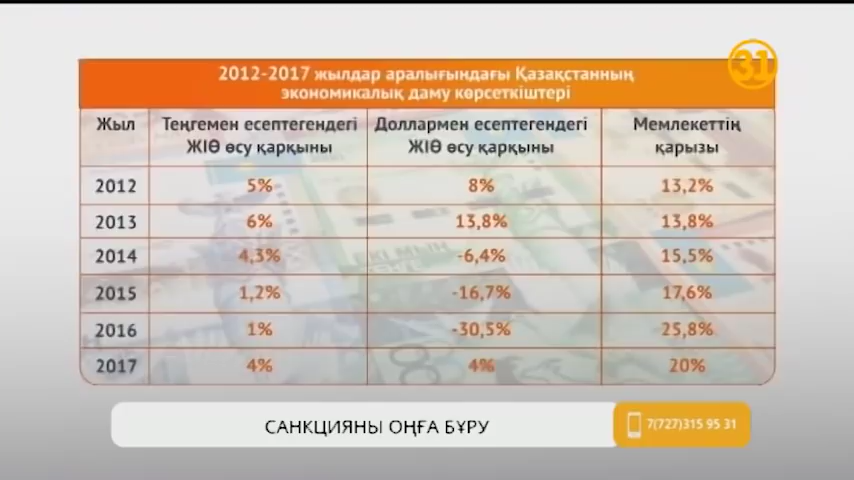 31
2012-2017 жылдар аралығындағы Қазақстанның
экономикалық даму көрсеткіштері
Жыл Теңгемен есептегендегі ЖІӨ өсу қарқыны Доллармен есептегендегі ЖІӨ өсу қарқыны Мемлекеттің қарызы
2012 5% 8% 13,2%
2013 6% 13,8% 13,8%
2014 4,3% -6,4% 15,5%
2015 1,2% -16,7% 17,6%
2016 1% -30,5% 25,8%
2017 4% 4% 20%
САНКЦИЯНЫ ОҢҒА БҰРУ 7(727)315 95 31